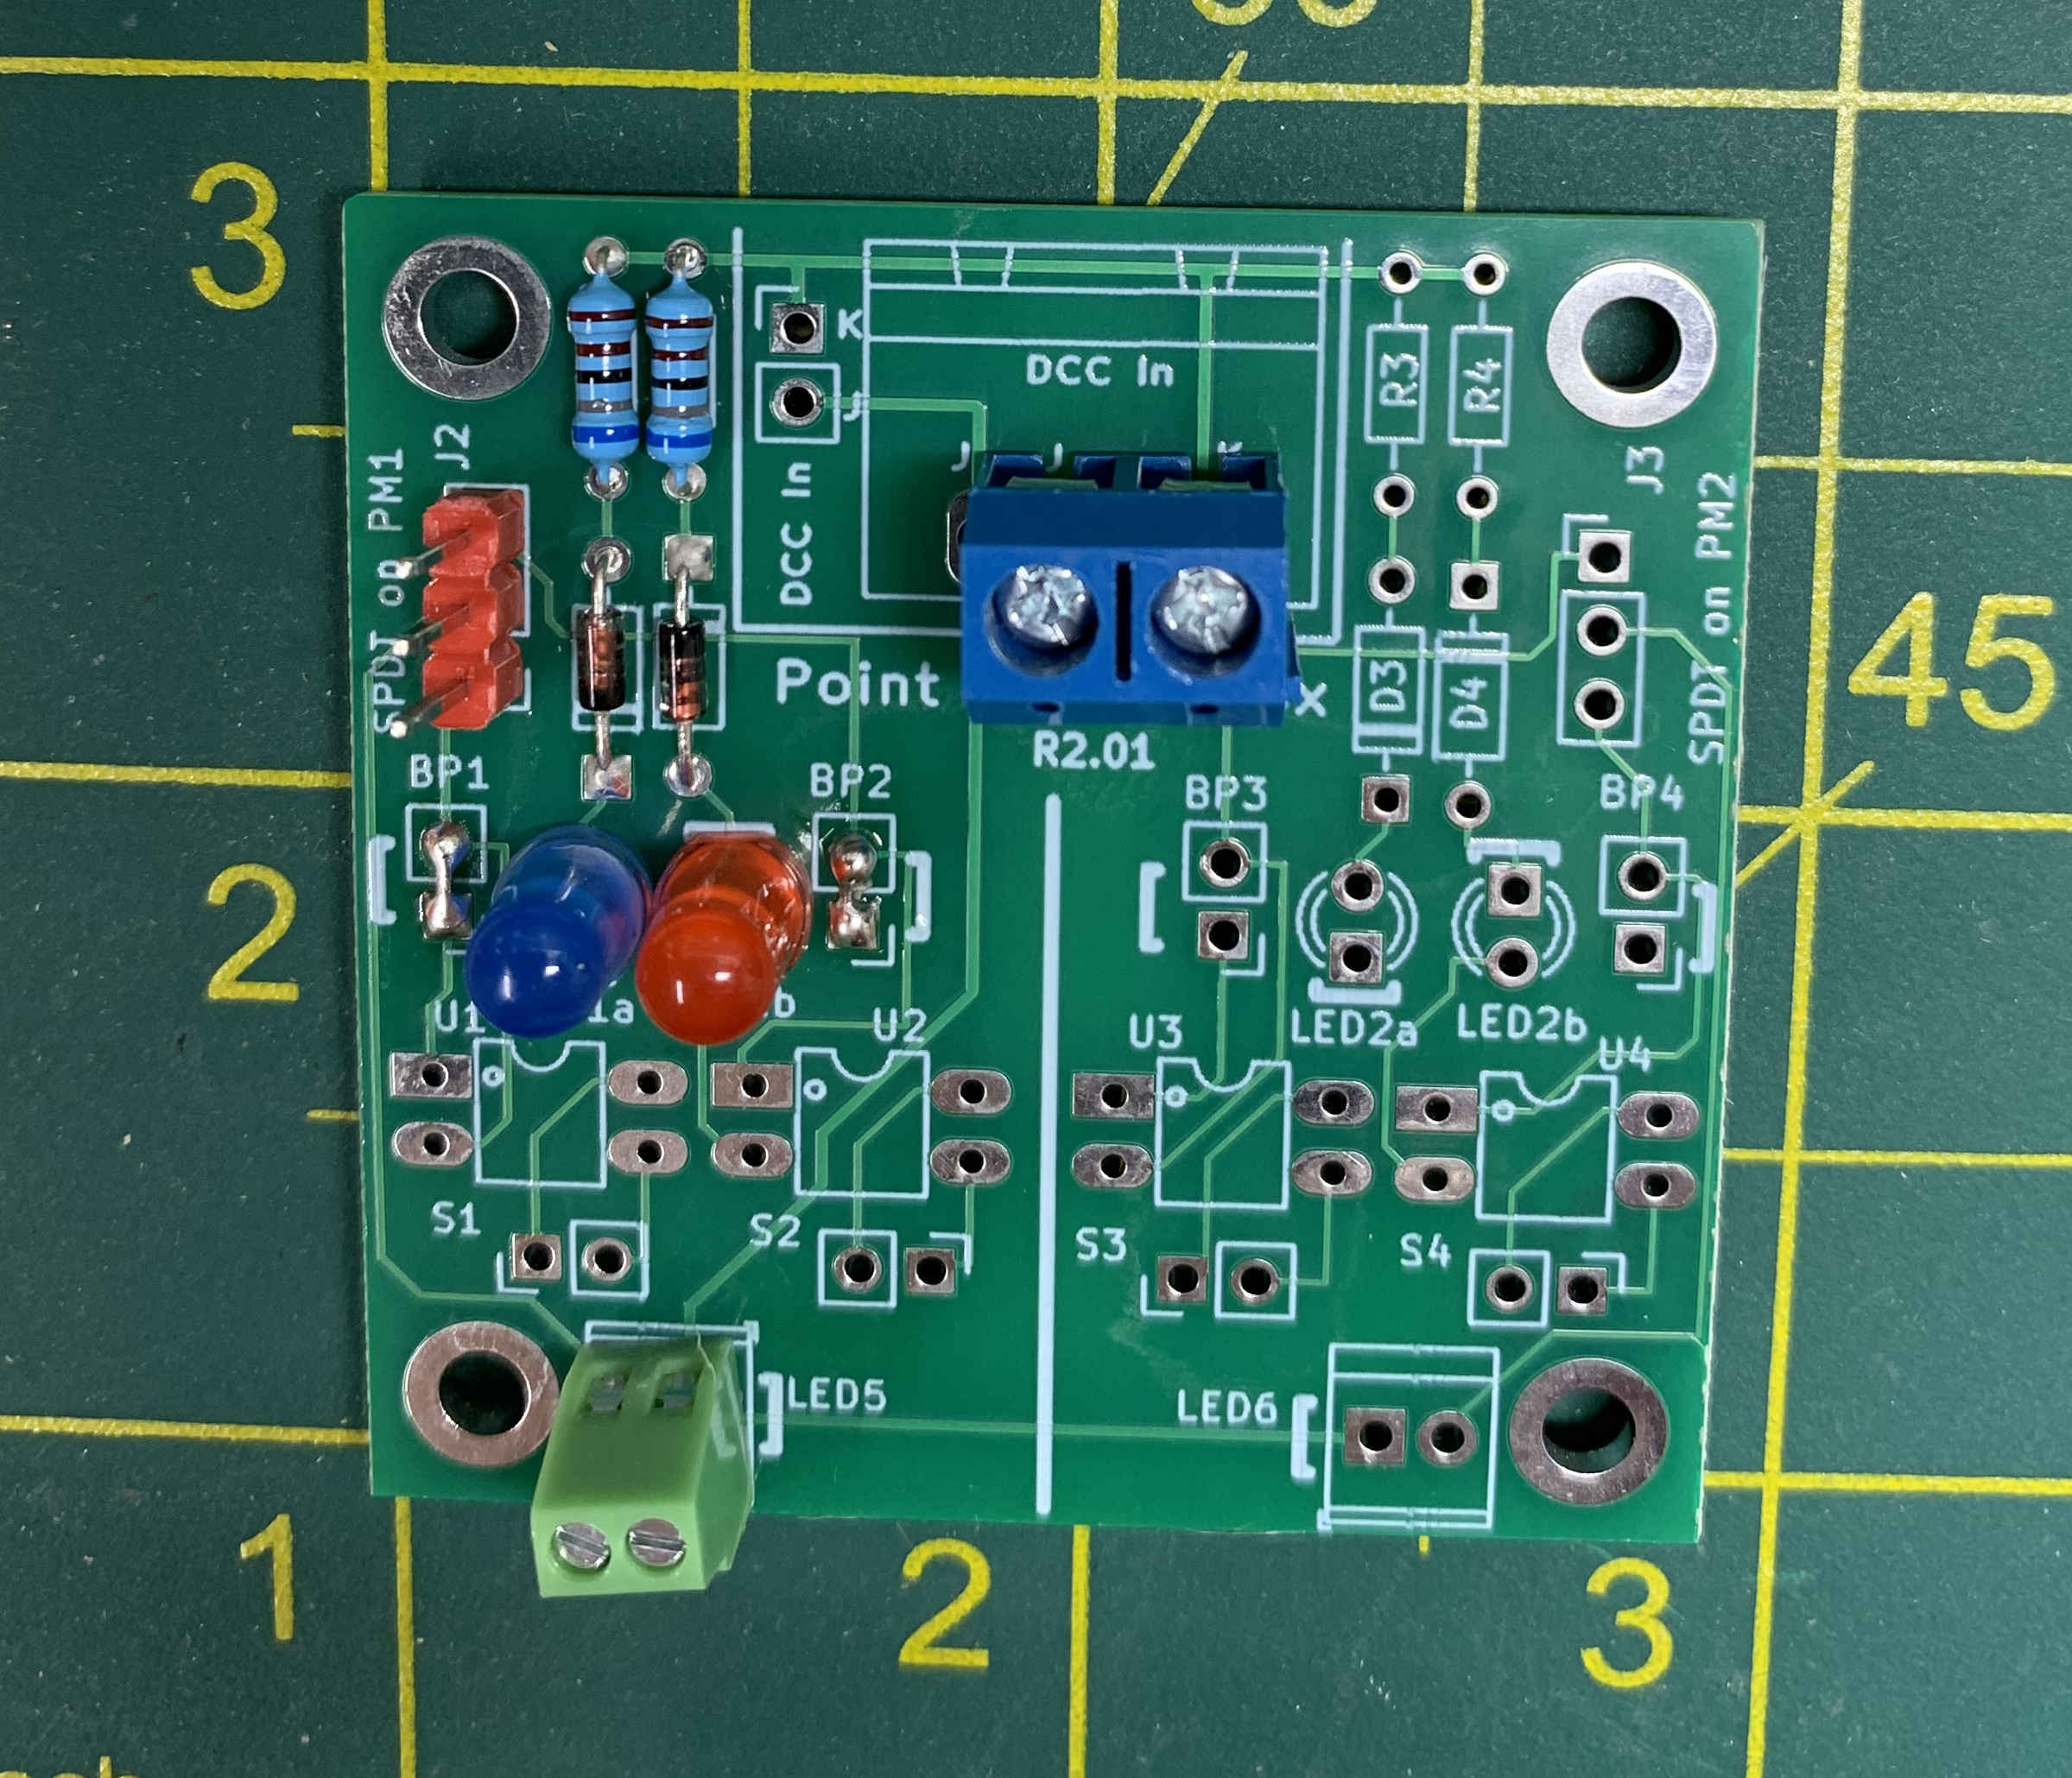 3
K
J
DCC In
DCC In
J
J
K
R3
R4
J2
SPDT on PM1
J3
SPDT on PM2
45
Point
x
R2.01
D3
D4
BP1
BP2
BP3
BP4
2
1a
b
U1
U2
U3
LED2a
LED2b
U4
S1
S2
S3
S4
LED5
LED6
1
2
3